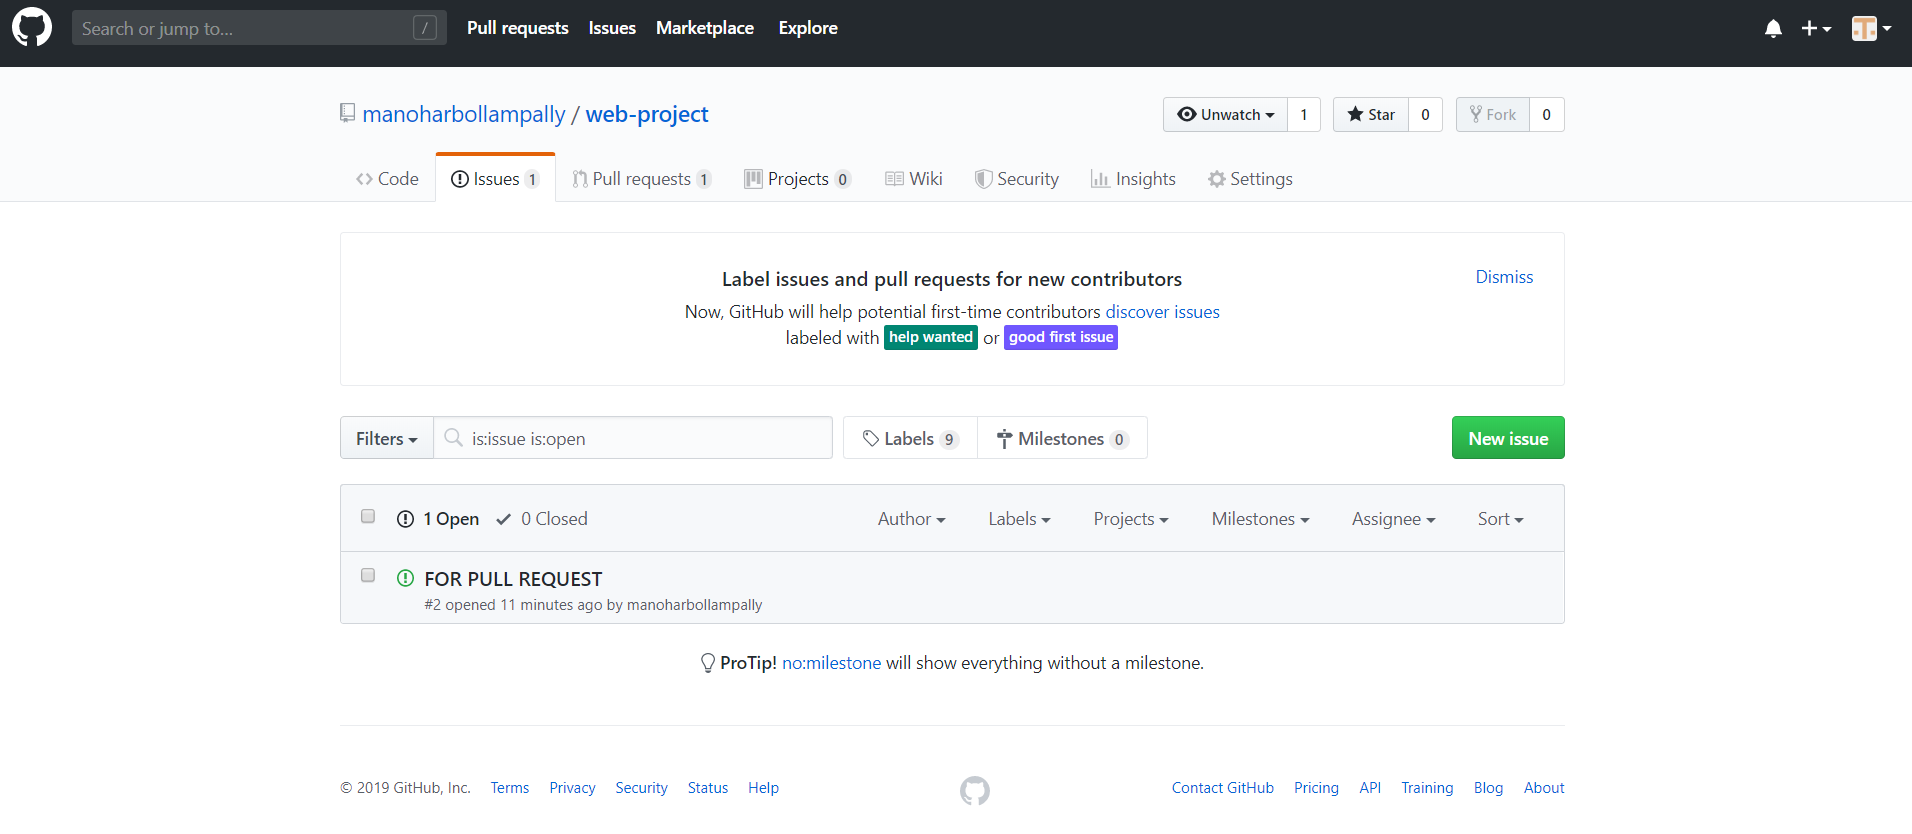 Search or jump to... /
Pull requests Issues Marketplace Explore
manoharbollampally / web-project
Unwatch 1 Star 0 Fork 0
Code Issues 1 Pull requests 1 Projects 0 Wiki Security Insights Settings
Label issues and pull requests for new contributors
Dismiss
Now, GitHub will help potential first-time contributors discover issues
labeled with help wanted or good first issue
Filters is:issue is:open Labels 9 Milestones 0 New issue
1 Open 0 Closed Author Labels Projects Milestones Assignee Sort
FOR PULL REQUEST
#2 opened 11 minutes ago by manoharbollampally
ProTip! no:milestone will show everything without a milestone.
© 2019 GitHub, Inc. Terms Privacy Security Status Help Contact GitHub Pricing API Training Blog About